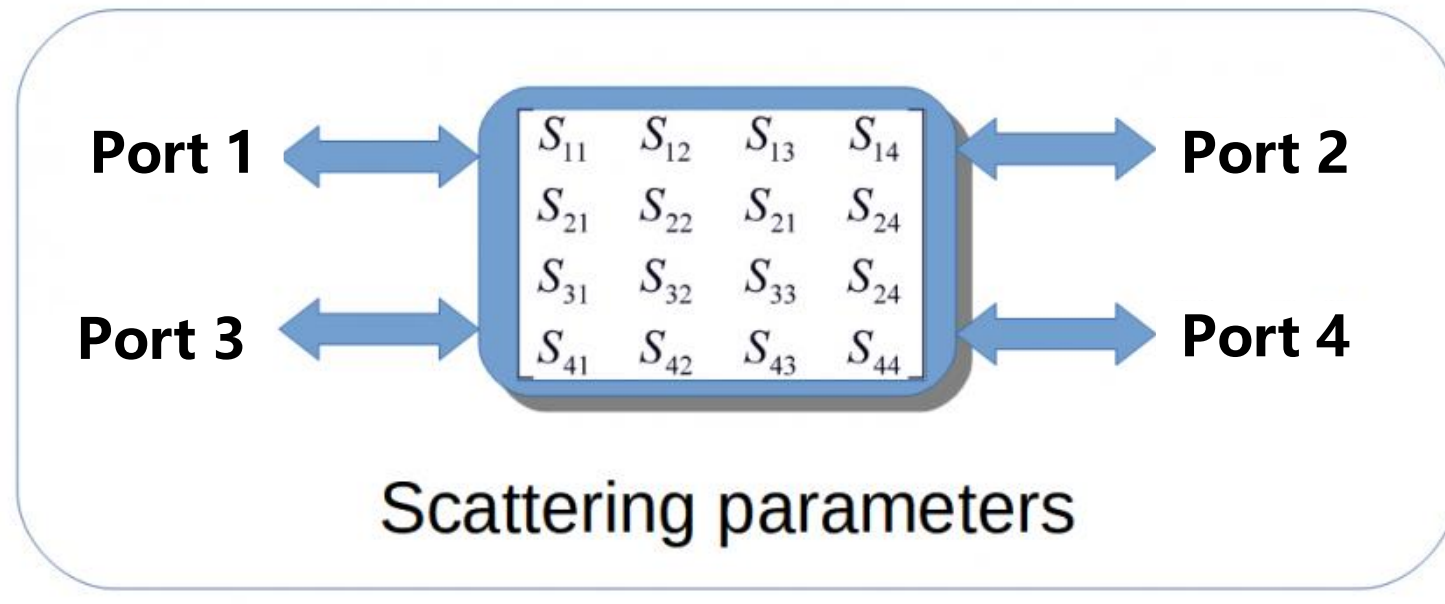 Port 1
Port 2
S11 S12 S13 S14
S21 S22 S21 S24
S31 S32 S33 S24
S41 S42 S43 S44
Port 3
Port 4
Scattering parameters